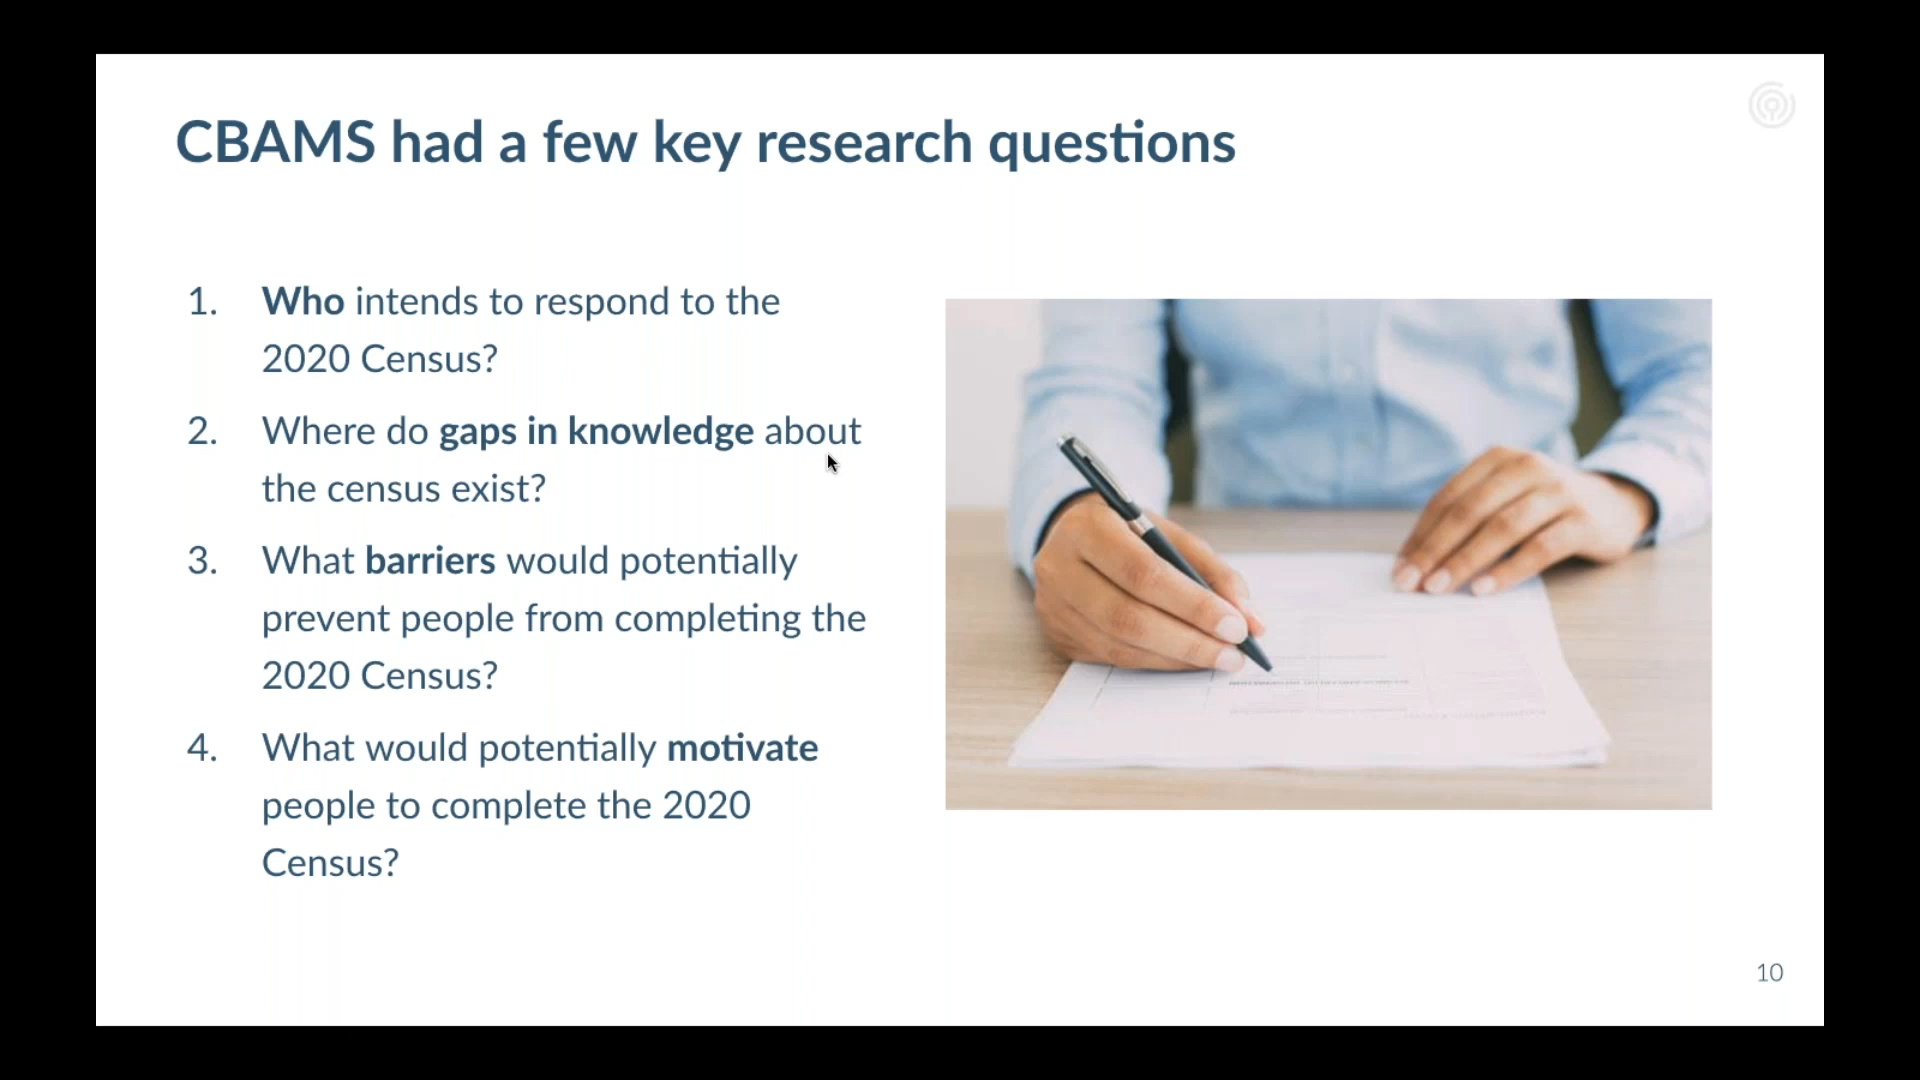 CBAMS had a few key research questions
1. Who intends to respond to the
2020 Census?
2. Where do gaps in knowledge about
the census exist?
3. What barriers would potentially
prevent people from completing the
2020 Census?
4. What would potentially motivate
people to complete the 2020
Census?
10